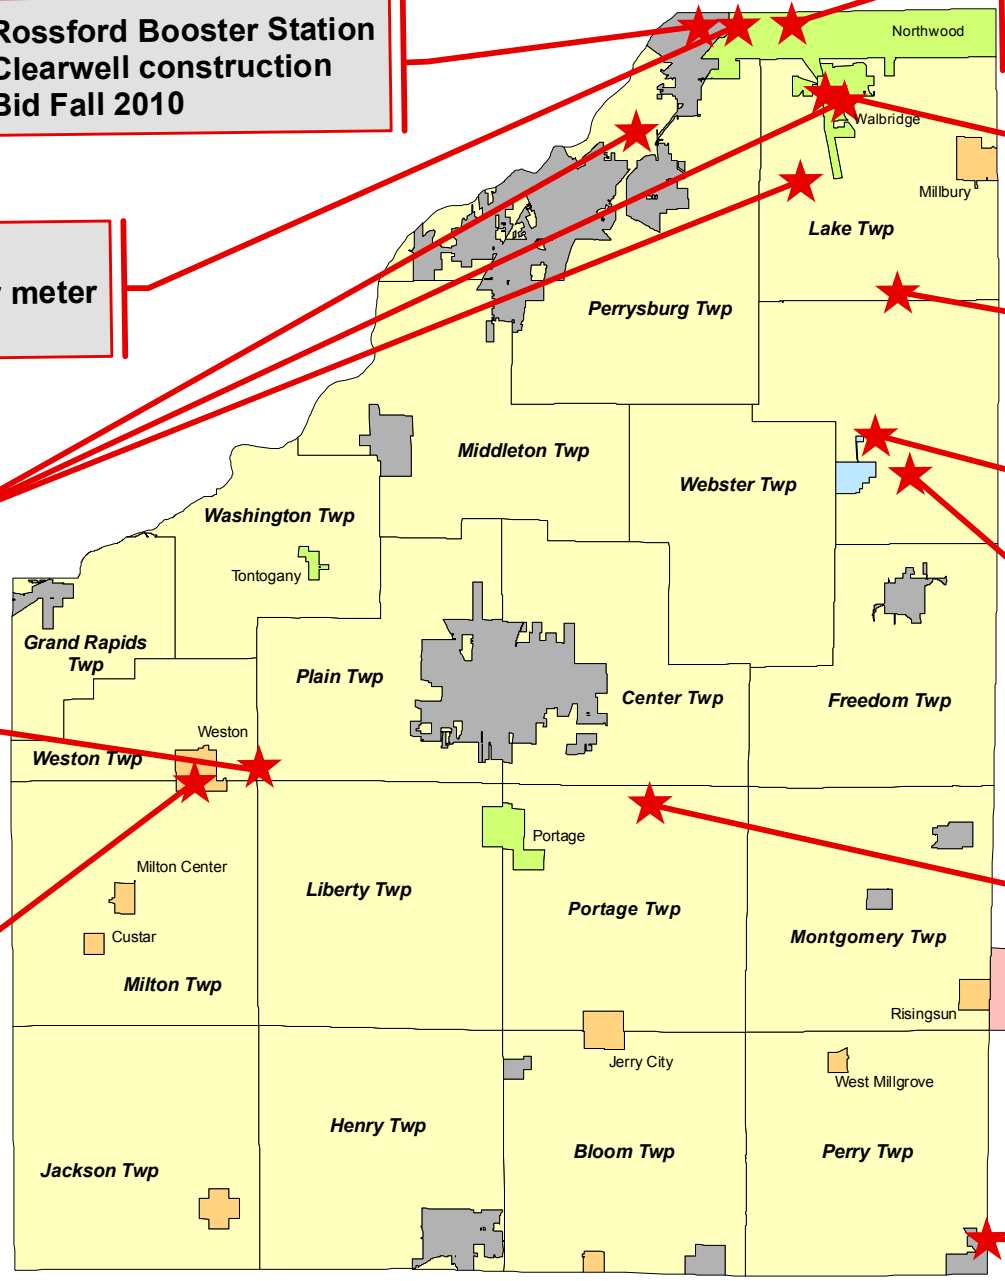 Rossford Booster Station
Clearwell construction
Bid Fall 2010
meter
Northwood
Walbridge
Millbury
Lake Twp
Perrysburg Twp
Middleton Twp
Webster Twp
Washington Twp
Tontogany
Grand Rapids
Twp
Plain Twp
Center Twp
Freedom Twp
Weston
Weston Twp
Portage
Milton Center
Liberty Twp
Portage Twp
Custar
Montgomery Twp
Milton Twp
Risingsun
Jerry City
West Millgrove
Henry Twp
Bloom Twp
Perry Twp
Jackson Twp